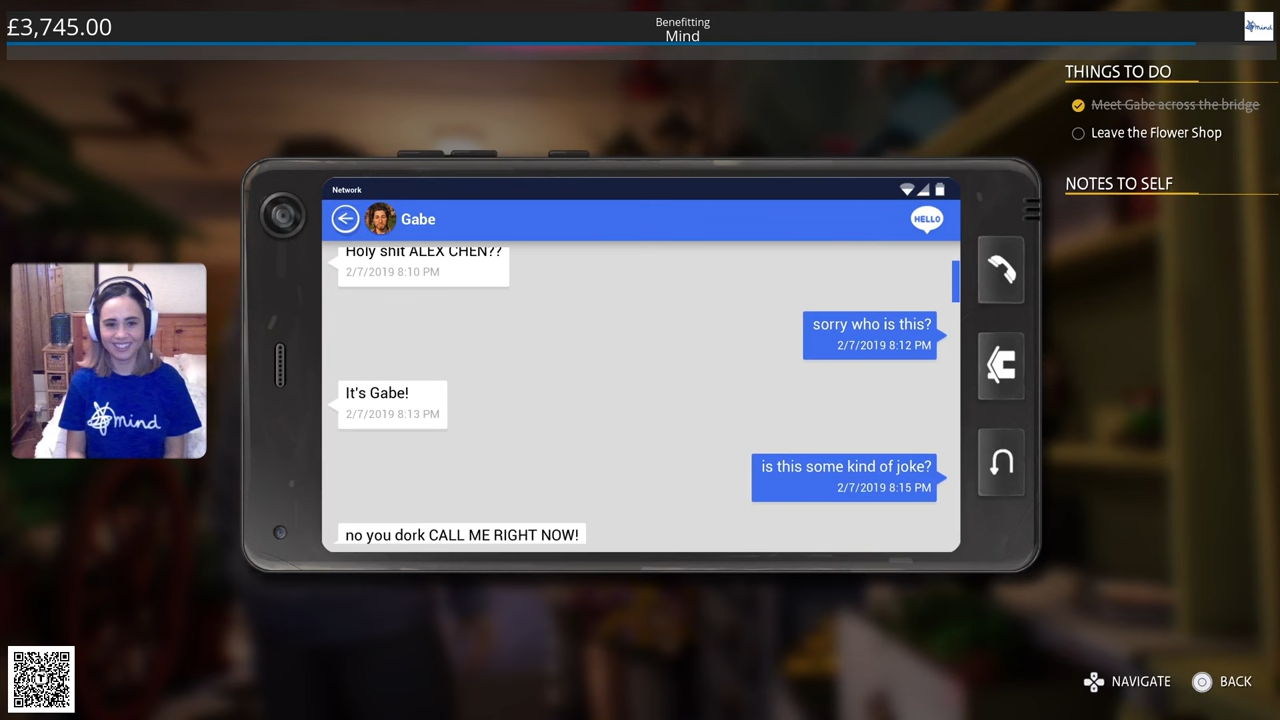 £3,745.00
Benefitting
Mind
mind
THINGS TO DO
Meet Gabe across the bridge
Leave the Flower Shop
NOTES TO SELF
Network
Gabe
HELLO
Holy shit ALEX CHEN??
2/7/2019 8:10 PM
sorry who is this?
2/7/2019 8:12 PM
It's Gabe!
2/7/2019 8:13 PM
is this some kind of joke?
2/7/2019 8:15 PM
no you dork CALL ME RIGHT NOW!
mind
T
NAVIGATE
BACK